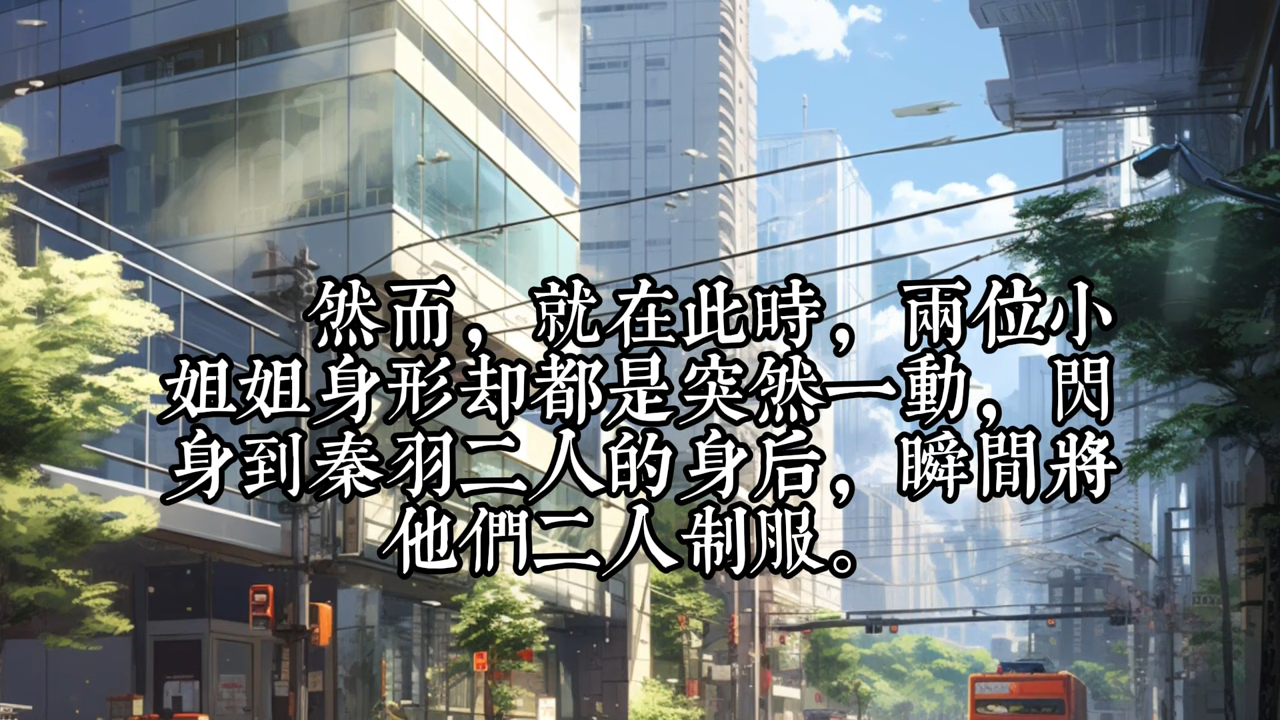 然而，就在此時，兩位小
姐姐身形却都是突然一動，閃
身到秦羽二人的身后，瞬間將
他們二人制服。